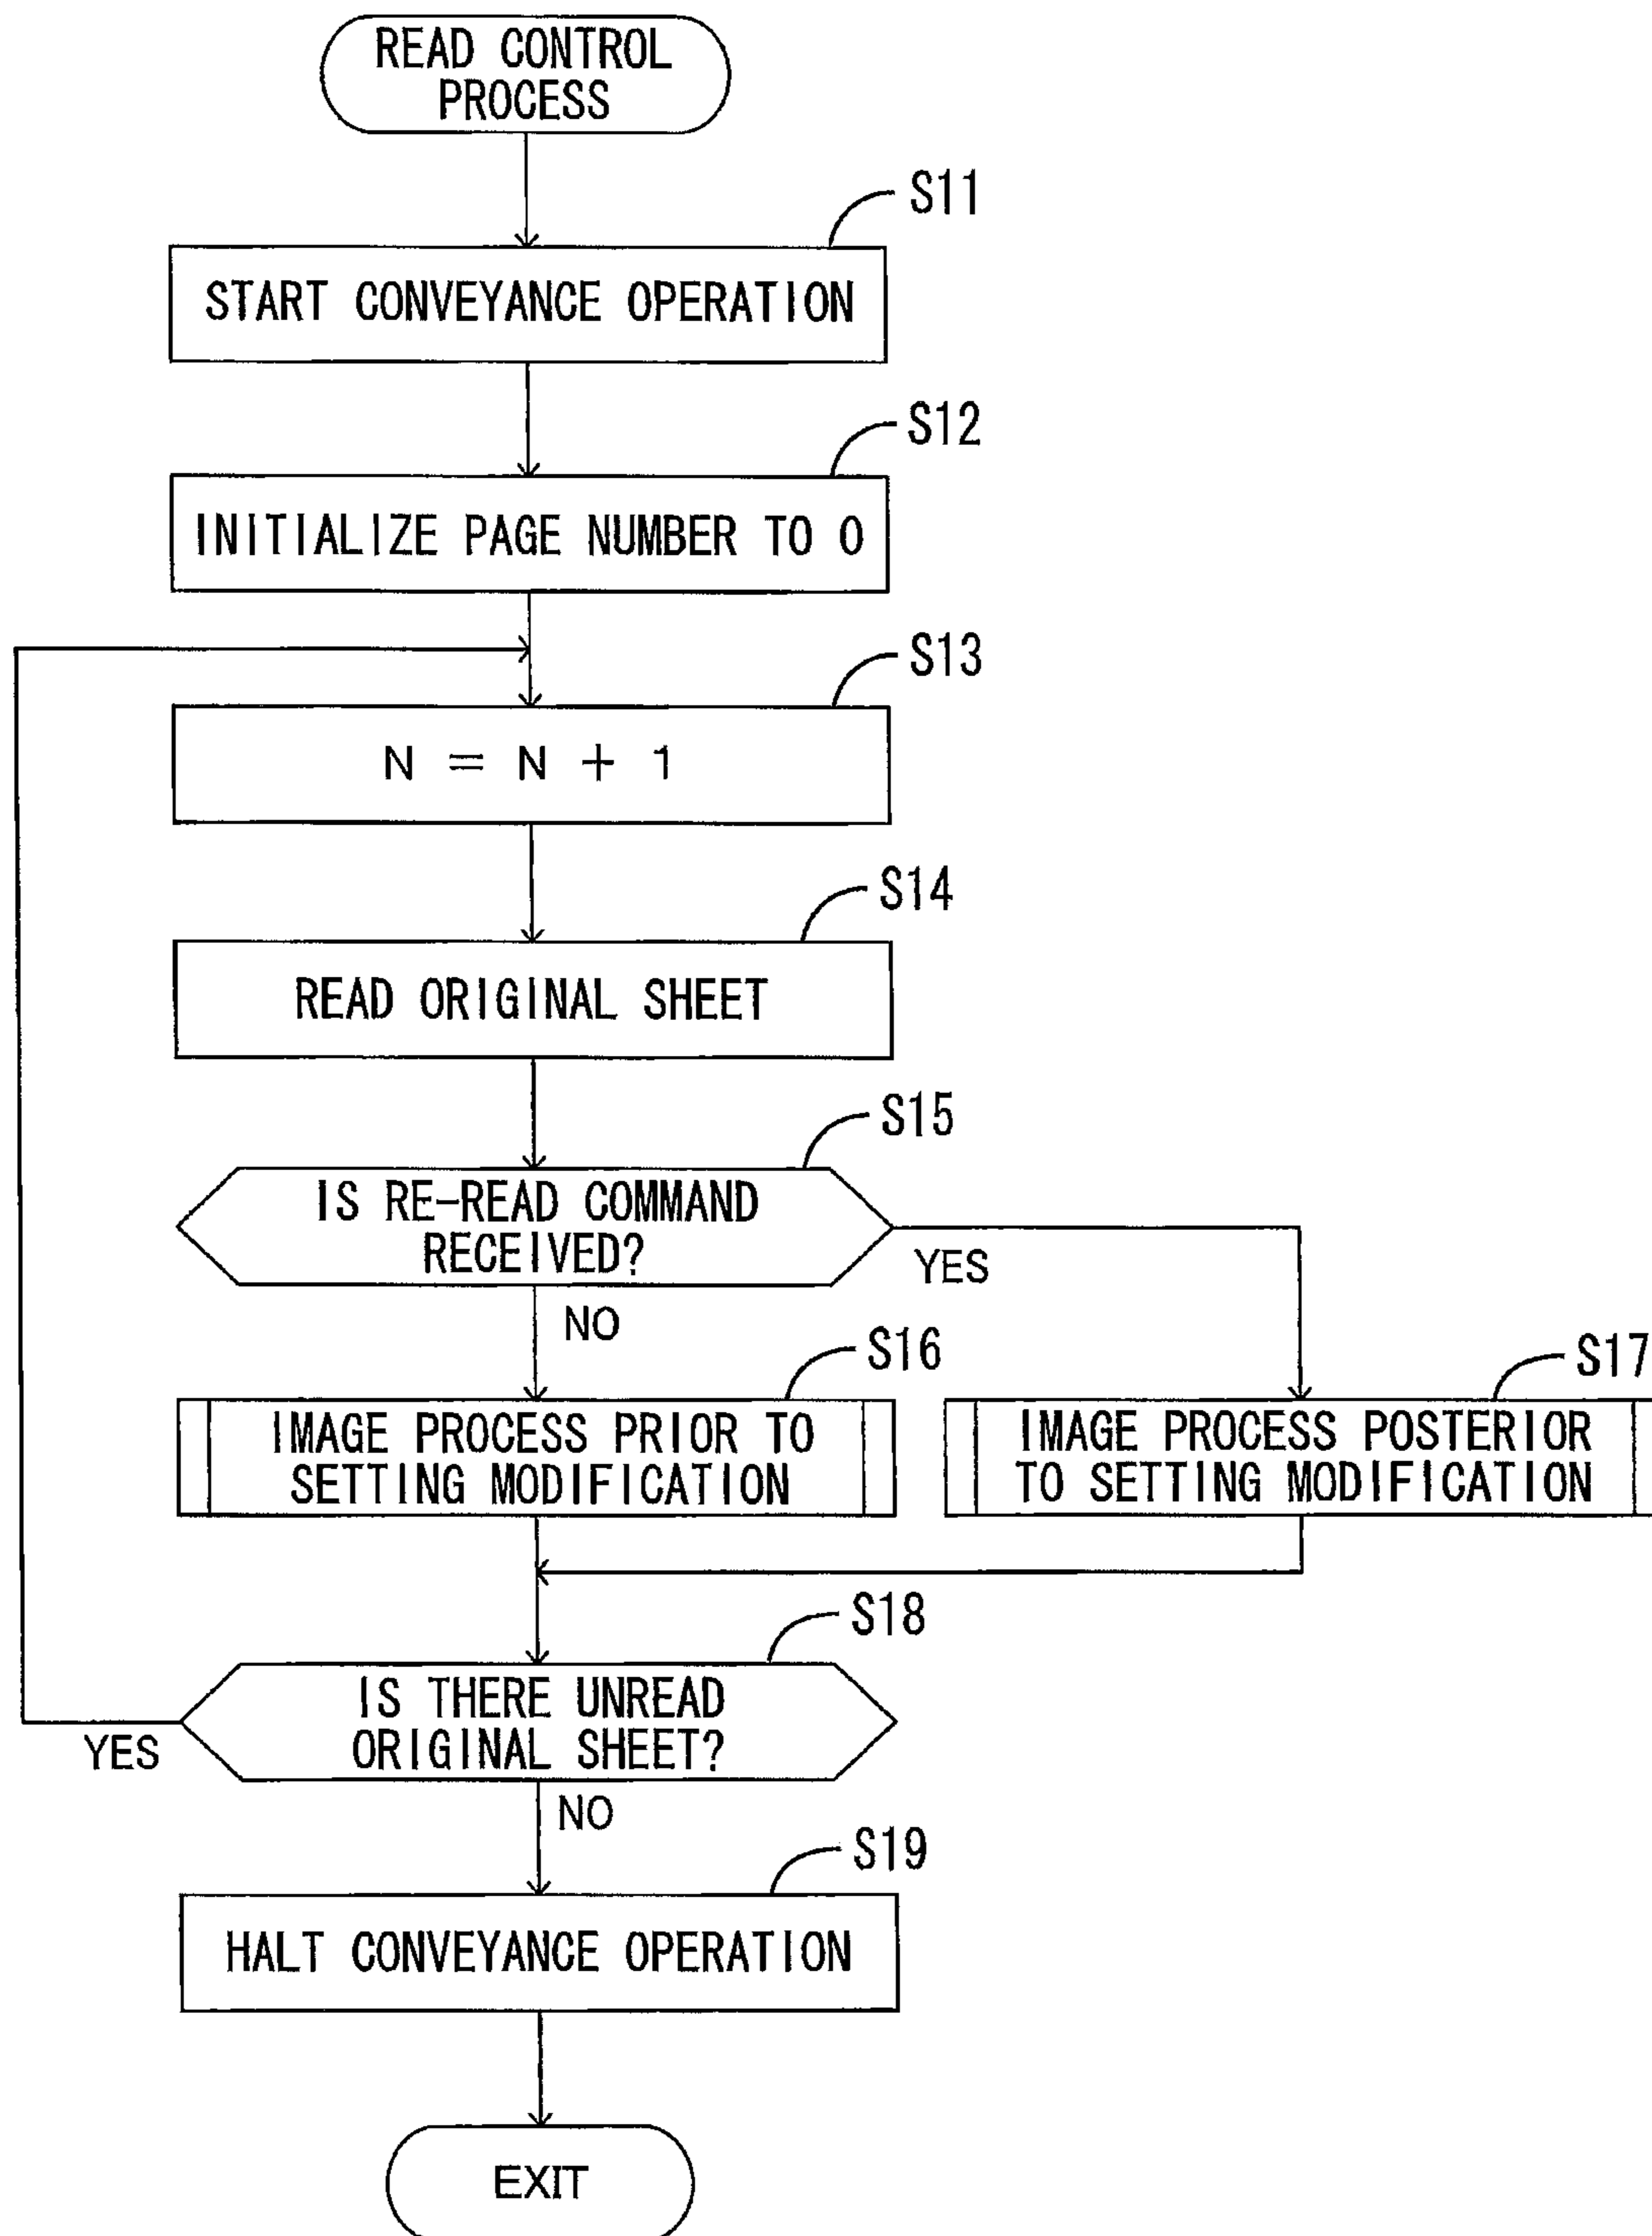 READ CONTROL
PROCESS
S11
START CONVEYANCE OPERATION
S12
INITIALIZE PAGE NUMBER TO 0
S13
N = N + 1
S14
READ ORIGINAL SHEET
S15
IS RE-READ COMMAND
RECEIVED?
YES
NO
S16
S17
IMAGE PROCESS PRIOR TO
SETTING MODIFICATION
IMAGE PROCESS POSTERIOR
TO SETTING MODIFICATION
S18
IS THERE UNREAD
ORIGINAL SHEET?
YES
NO
S19
HALT CONVEYANCE OPERATION
EXIT